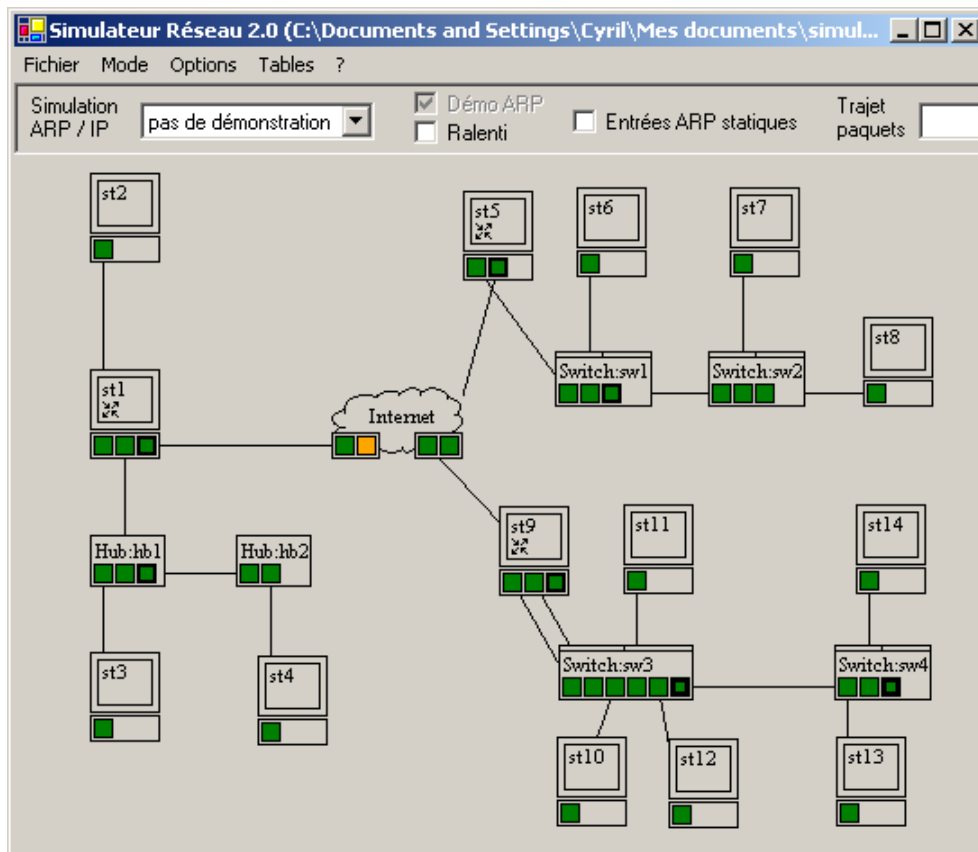 Simulateur Réseau 2.0 (C:\Documents and Settings\Cyril\Mes documents\simul...
Fichier Mode Options Tables ?
Simulation ARP / IP
pas de démonstration
Démo ARP
Ralenti
Entrées ARP statiques
Trajet paquets
st2
st5
st6
st7
st8
Switch:sw1
Switch:sw2
st1
Internet
st9
st11
st14
Hub:hb1
Hub:hb2
st3
st4
Switch:sw3
Switch:sw4
st10
st12
st13